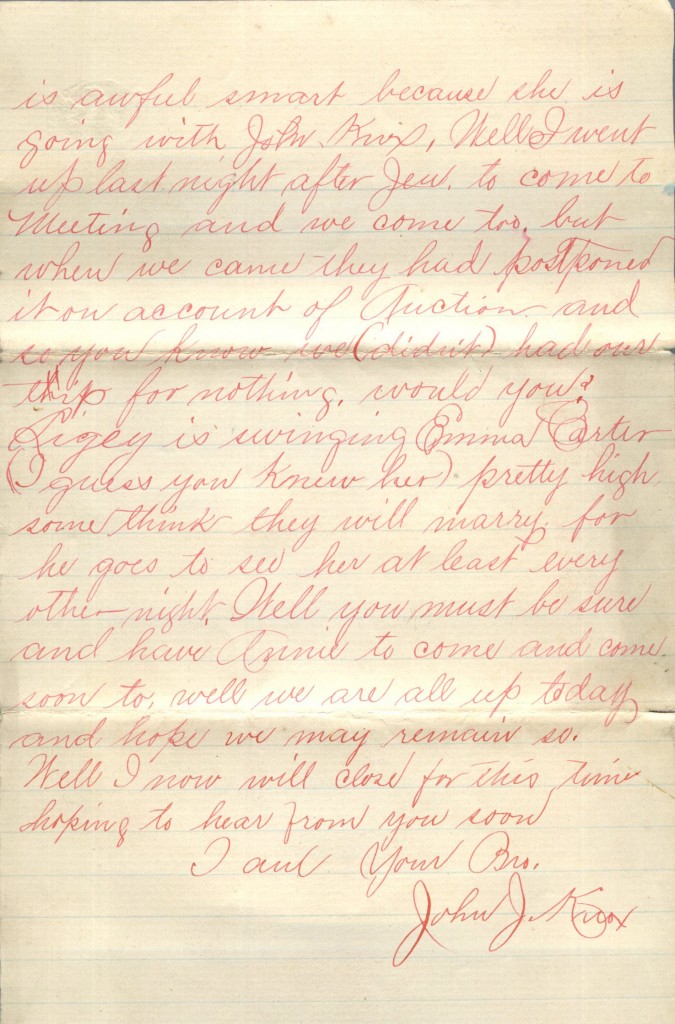 is awful smart because she is
going with John Knox, Well I went
up last night after Jen. to come to
Meeting and we come too, but
when we came they had postponed
it on account of Auction and
so you know we (didn't) had our
trip for nothing. would you?
Ligey is swinging Emma Carter
(I guess you knew her) pretty high
some think they will marry. for
he goes to see her at least every
other night. Well you must be sure
and have Annie to come and come
soon to, well we are all up today
and hope we may remain so.
Well I now will close for this time
hoping to hear from you soon
I am Your Bro.
John J. Knox